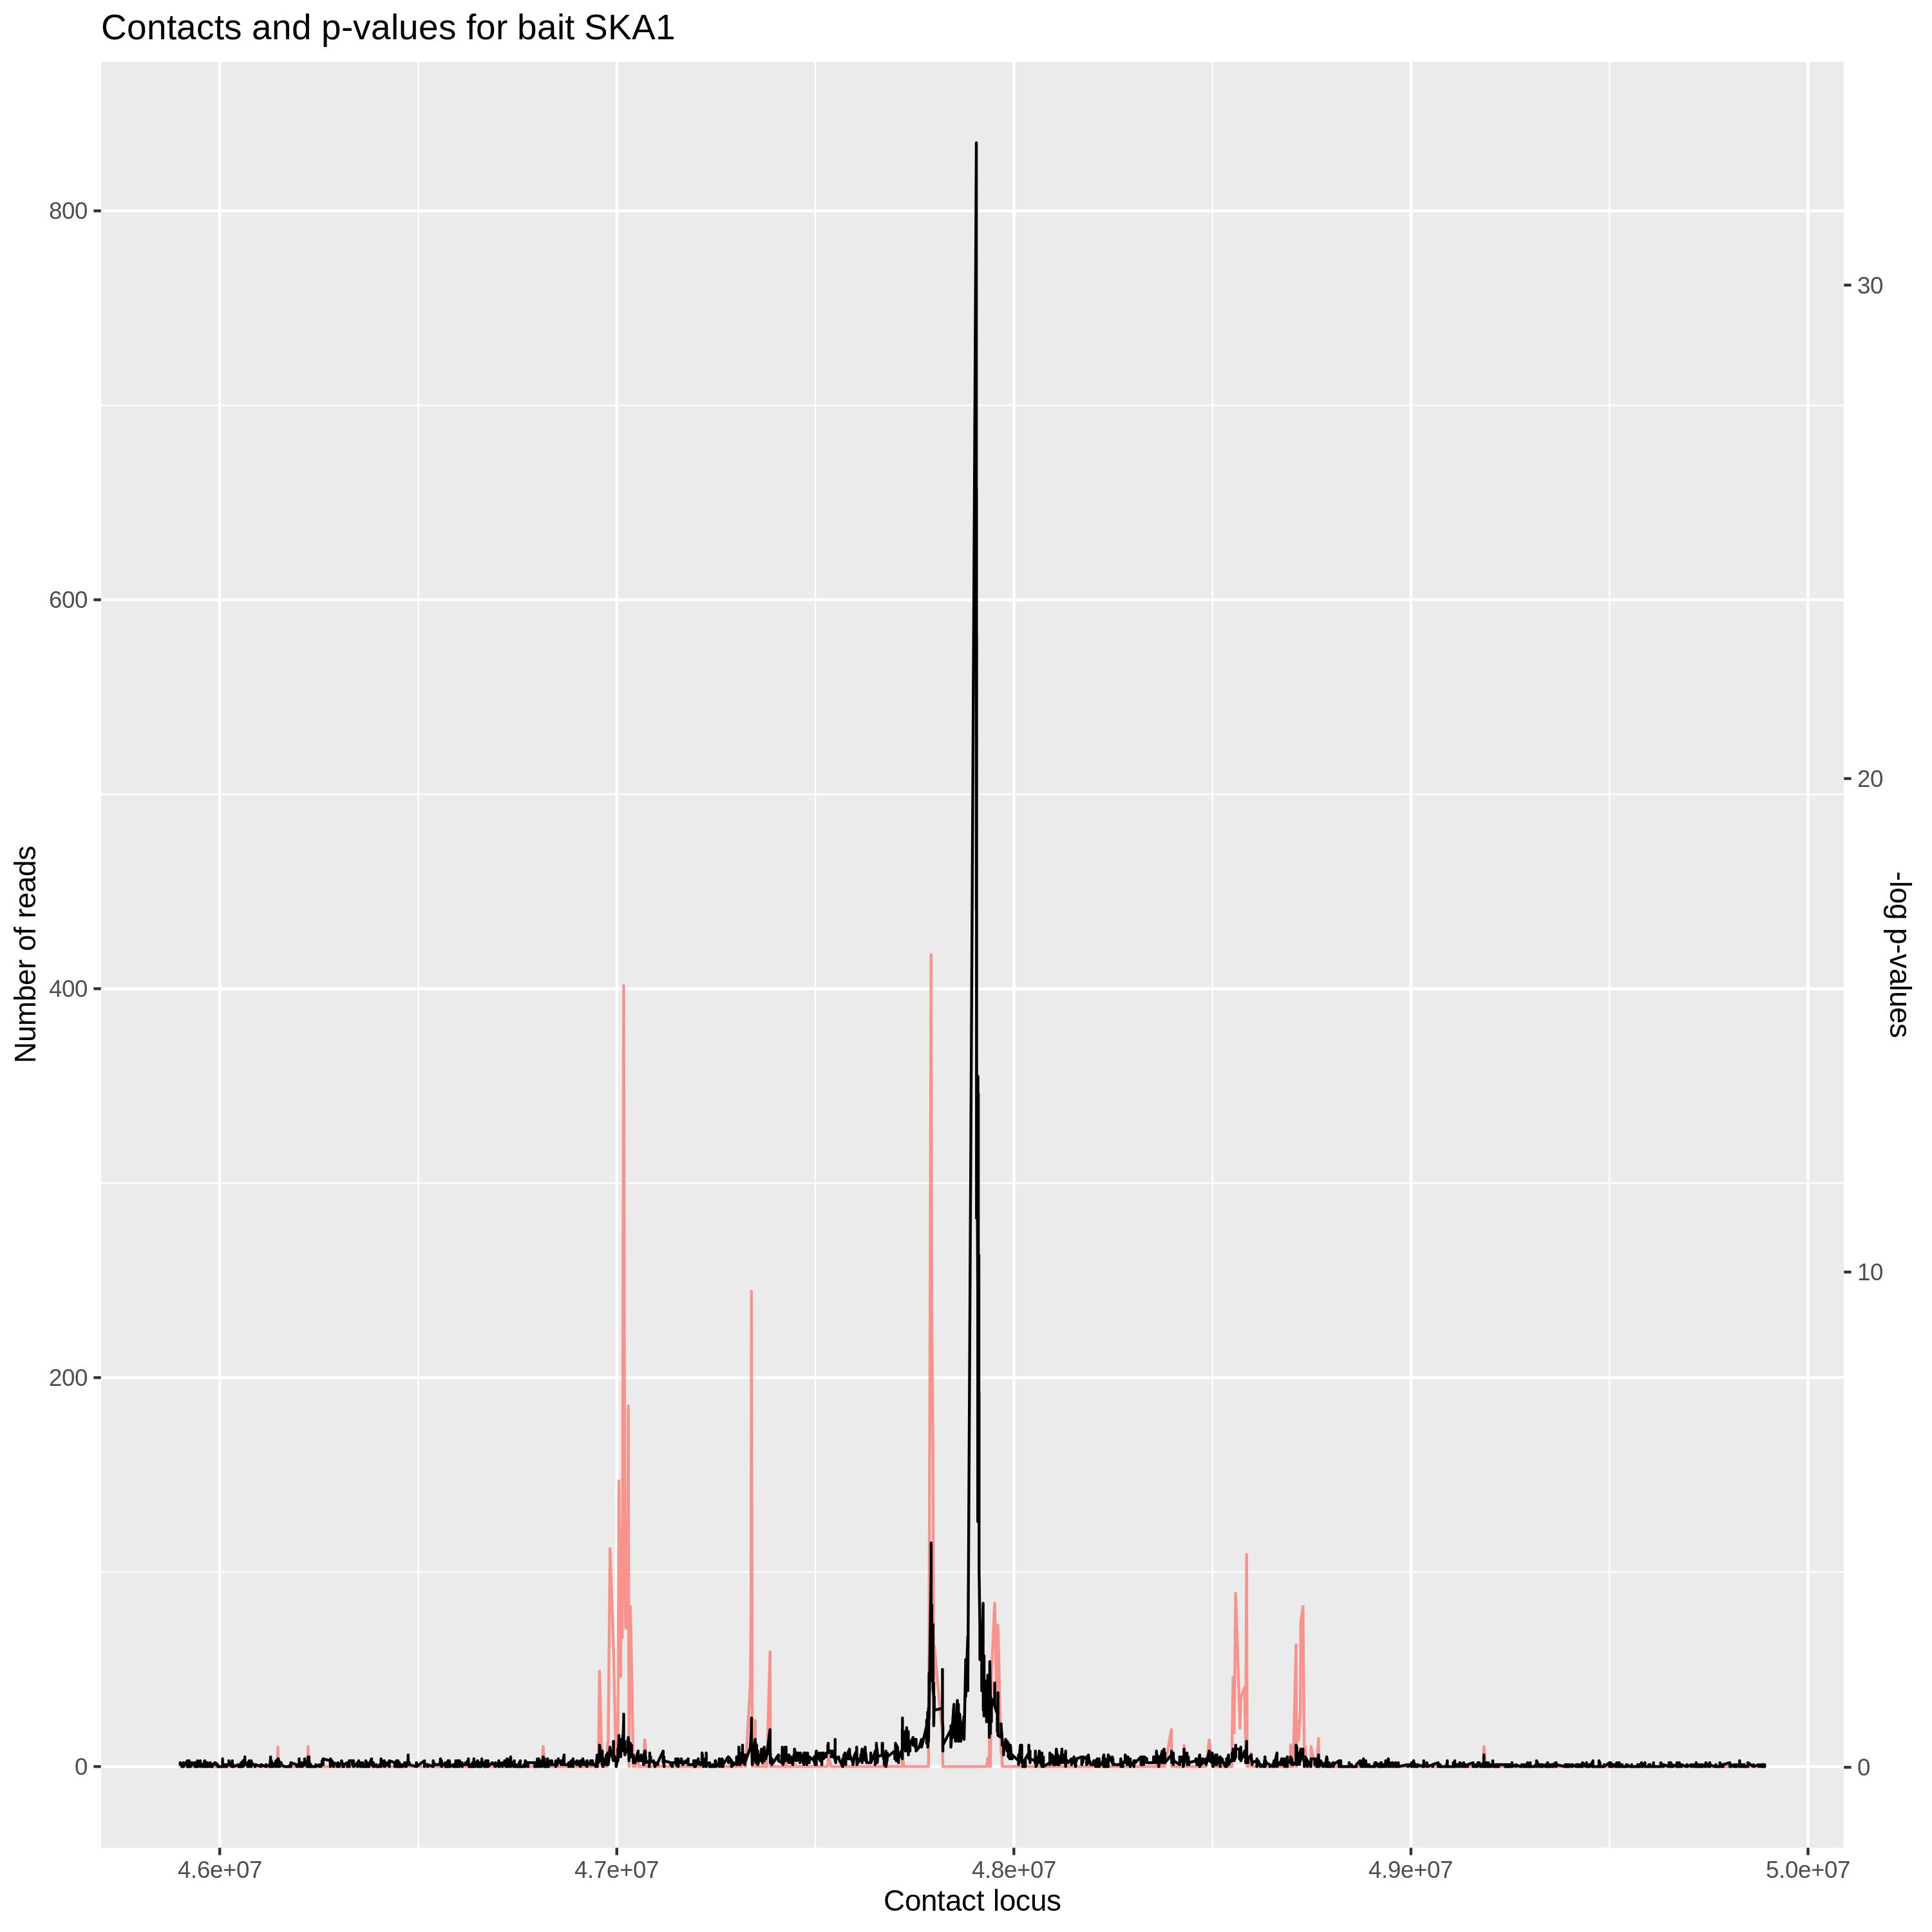 Contacts and p-values for bait SKA1
Number of reads
800
600
400
200
0
30
20
10
0
-log p-values
4.6e+07 4.7e+07 4.8e+07 4.9e+07 5.0e+07
Contact locus